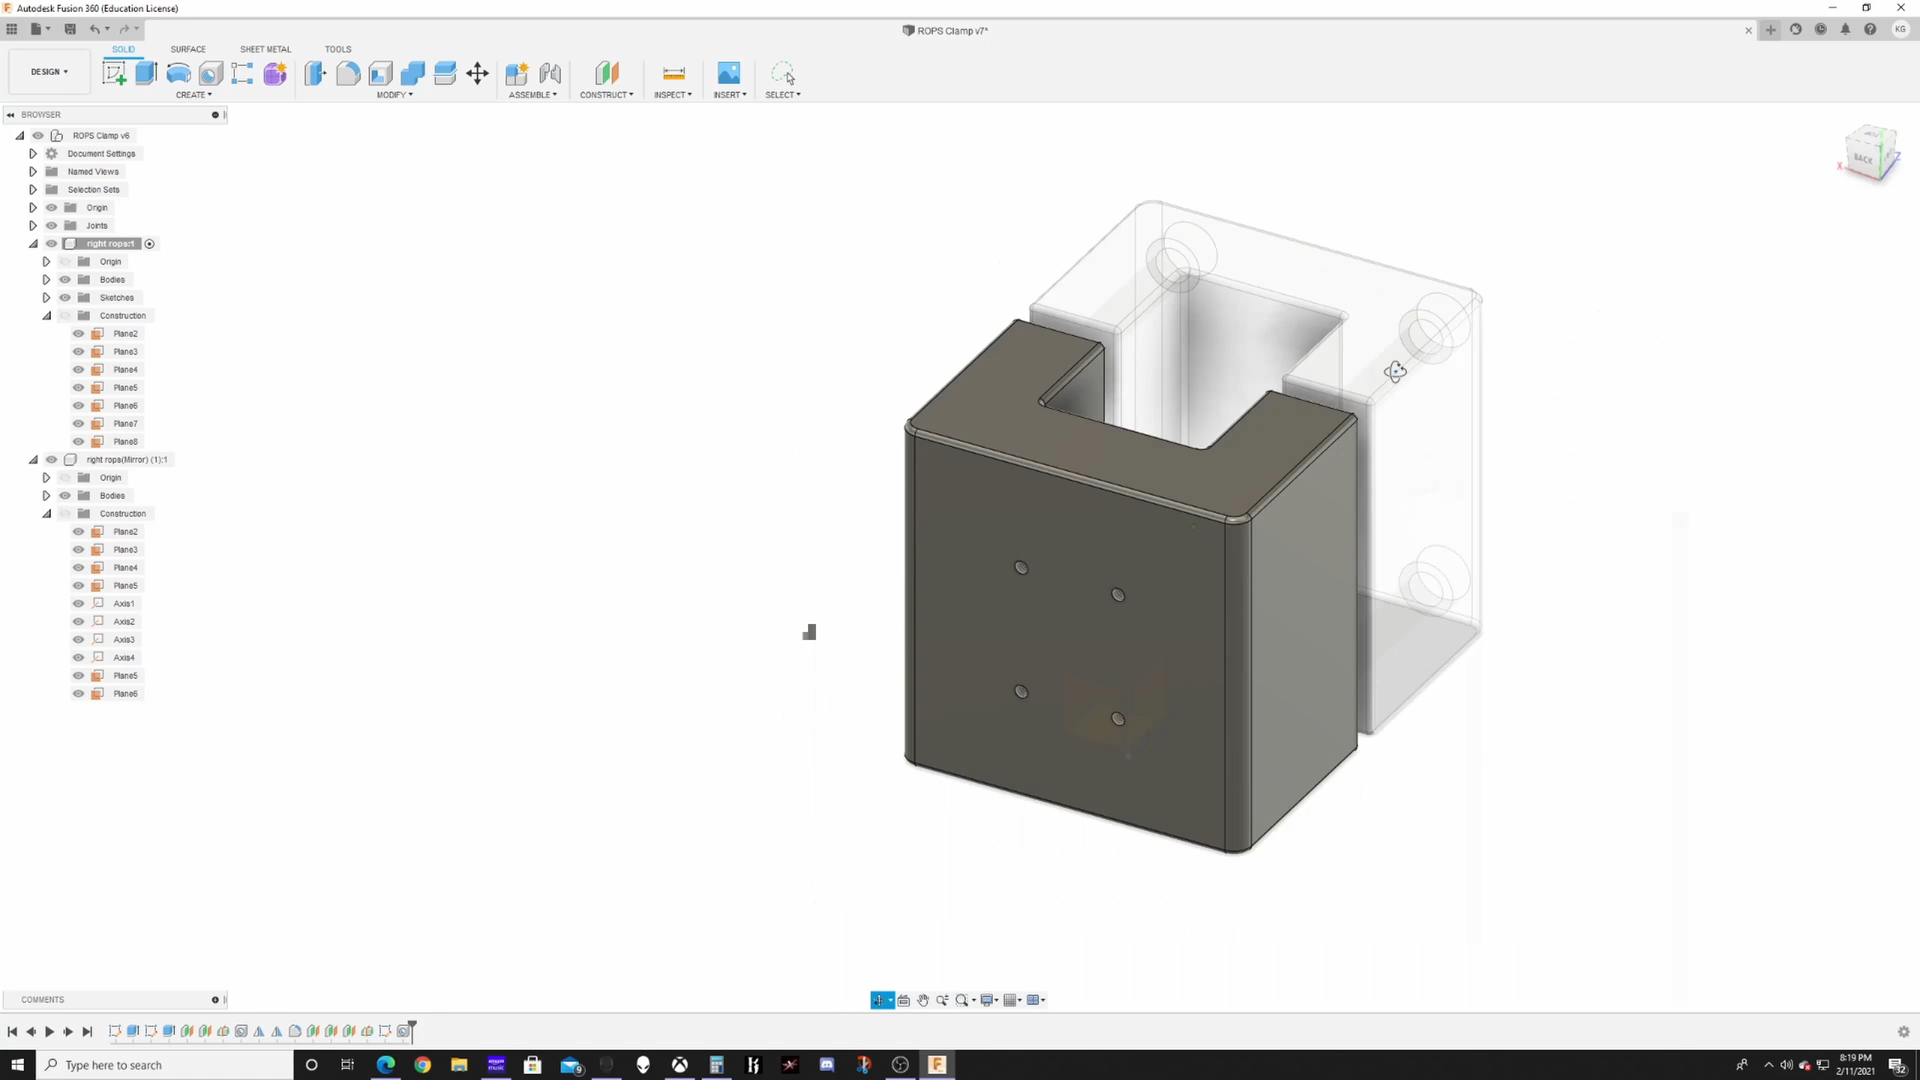 Autodesk Fusion 360 (Education License)
ROPS Clamp v7*
KG
SOLID SURFACE SHEET METAL TOOLS
DESIGN
CREATE MODIFY ASSEMBLE CONSTRUCT INSPECT INSERT SELECT
BROWSER
ROPS Clamp v6
Document Settings
Named Views
Selection Sets
Origin
Joints
right rops:1
Origin
Bodies
Sketches
Construction
Plane2
Plane3
Plane4
Plane5
Plane6
Plane7
Plane8
right rops(Mirror) (1):1
Origin
Bodies
Construction
Plane2
Plane3
Plane4
Plane5
Axis1
Axis2
Axis3
Axis4
Plane5
Plane6
BACK
X
Z
COMMENTS
Type here to search
8:19 PM
2/11/2021
32